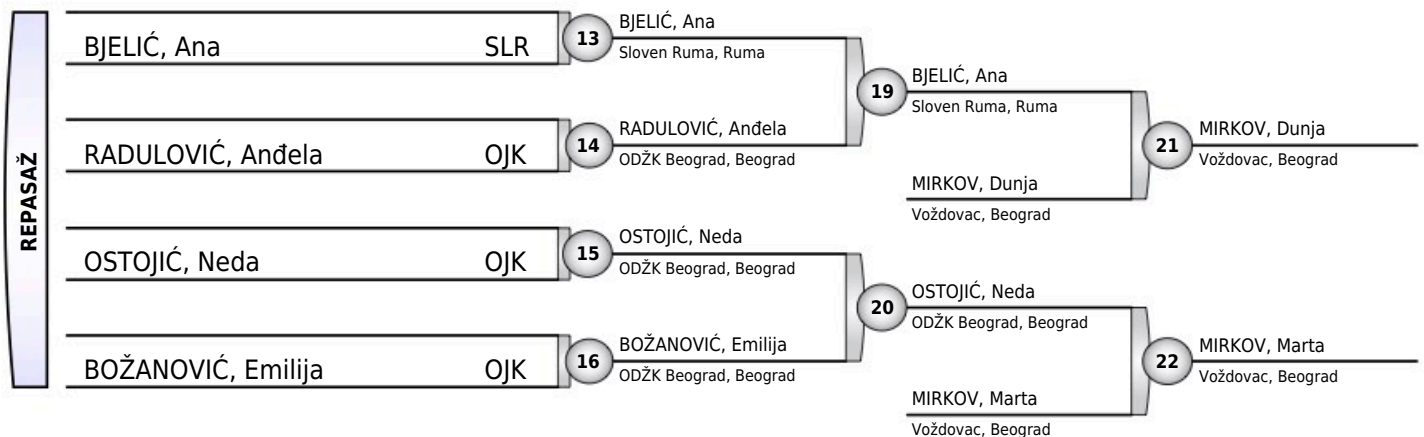 REPASAŽ
BJELIĆ, Ana SLR
RADULOVIĆ, Anđela OJK
OSTOJIĆ, Neda OJK
BOŽANOVIĆ, Emilija OJK
13
BJELIĆ, Ana
Sloven Ruma, Ruma
14
RADULOVIĆ, Anđela
ODŽK Beograd, Beograd
15
OSTOJIĆ, Neda
ODŽK Beograd, Beograd
16
BOŽANOVIĆ, Emilija
ODŽK Beograd, Beograd
19
BJELIĆ, Ana
Sloven Ruma, Ruma
MIRKOV, Dunja
Voždovac, Beograd
20
OSTOJIĆ, Neda
ODŽK Beograd, Beograd
MIRKOV, Marta
Voždovac, Beograd
21
MIRKOV, Dunja
Voždovac, Beograd
22
MIRKOV, Marta
Voždovac, Beograd